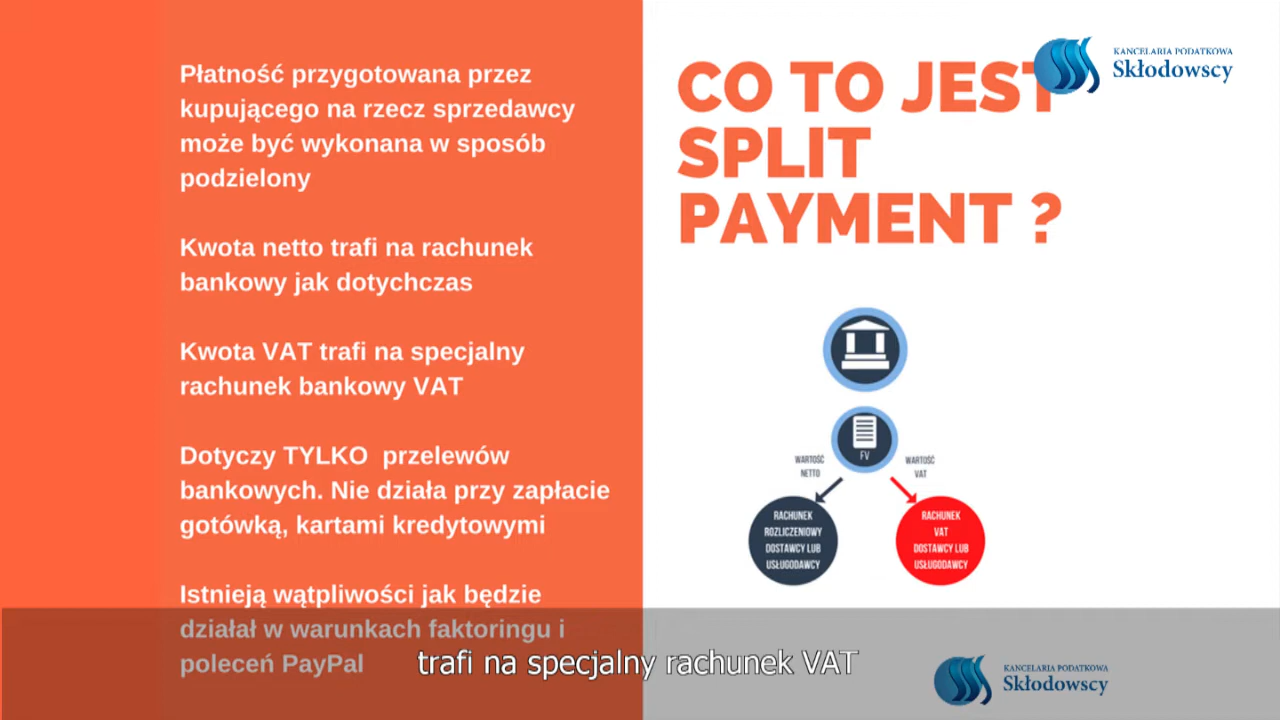 Płatność przygotowana przez
kupującego na rzecz sprzedawcy
może być wykonana w sposób
podzielony
Kwota netto trafi na rachunek
bankowy jak dotychczas
Kwota VAT trafi na specjalny
rachunek bankowy VAT
Dotyczy TYLKO  przelewów
bankowych. Nie działa przy zapłacie
gotówką, kartami kredytowymi
Istnieją wątpliwości jak będzie
działał w warunkach faktoringu i
poleceń PayPal
CO TO JEST
SPLIT
PAYMENT ?
KANCELARIA PODATKOWA
Skłodowscy
FV
WARTOŚĆ
NETTO
WARTOŚĆ
VAT
RACHUNEK
ROZLICZENIOWY
DOSTAWCY LUB
USŁUGODAWCY
RACHUNEK
VAT
DOSTAWCY LUB
USŁUGODAWCY
trafi na specjalny rachunek VAT
KANCELARIA PODATKOWA
Skłodowscy